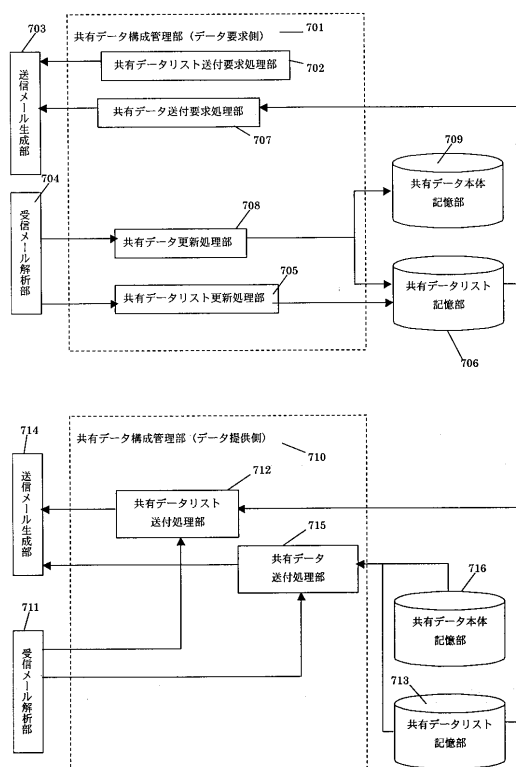 703
701
共有データ構成管理部（データ要求側）
共有データリスト送付要求処理部
702
送信メール生成部
共有データ送付要求処理部
707
709
共有データ本体
記憶部
704
受信メール解析部
708
共有データ更新処理部
705
共有データリスト更新処理部
共有データリスト
記憶部
706
714
共有データ構成管理部（データ提供側）
710
712
送信メール生成部
共有データリスト
送付処理部
715
共有データ
送付処理部
716
共有データ本体
記憶部
711
受信メール解析部
713
共有データリスト
記憶部